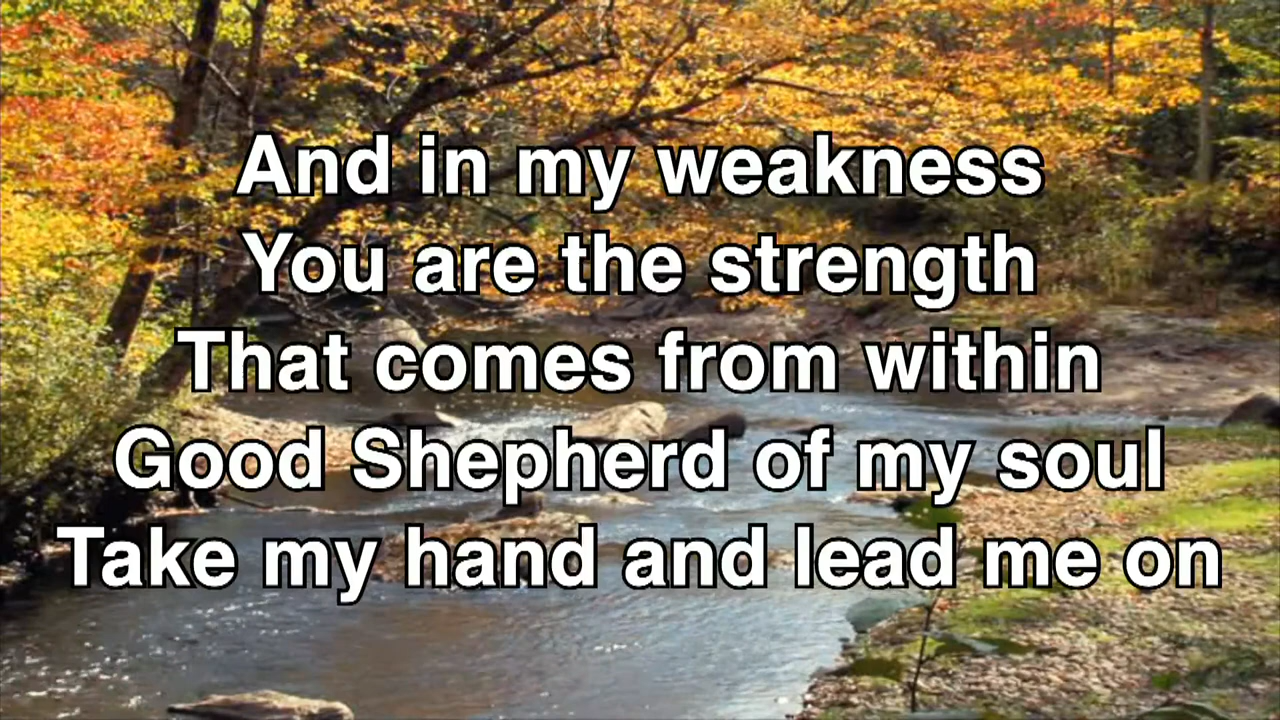 And in my weakness
You are the strength
That comes from within
Good Shepherd of my soul
Take my hand and lead me on